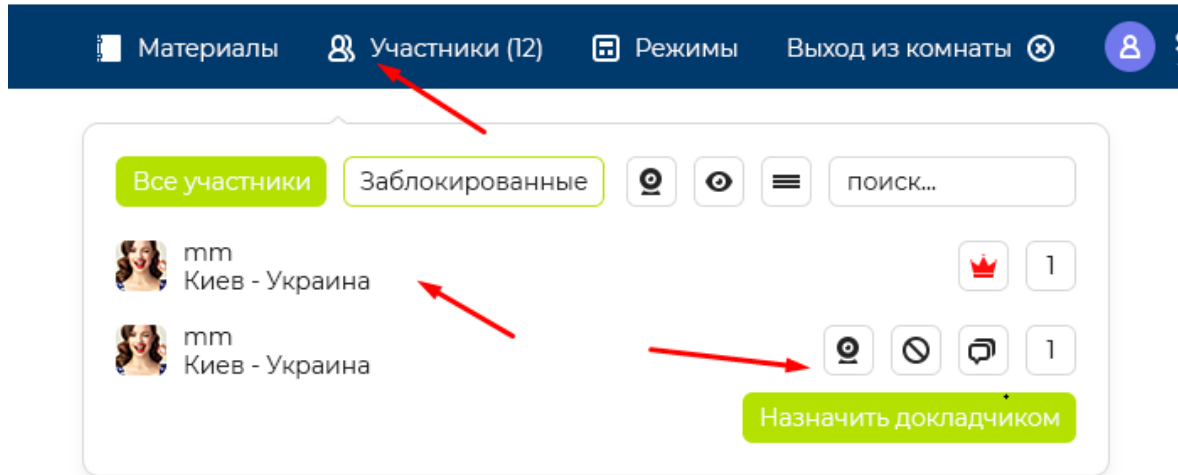 Материалы Участники (12) Режимы Выход из комнаты
Все участники Заблокированные поиск...
mm
Киев - Украина
1
mm
Киев - Украина
1
Назначить докладчиком